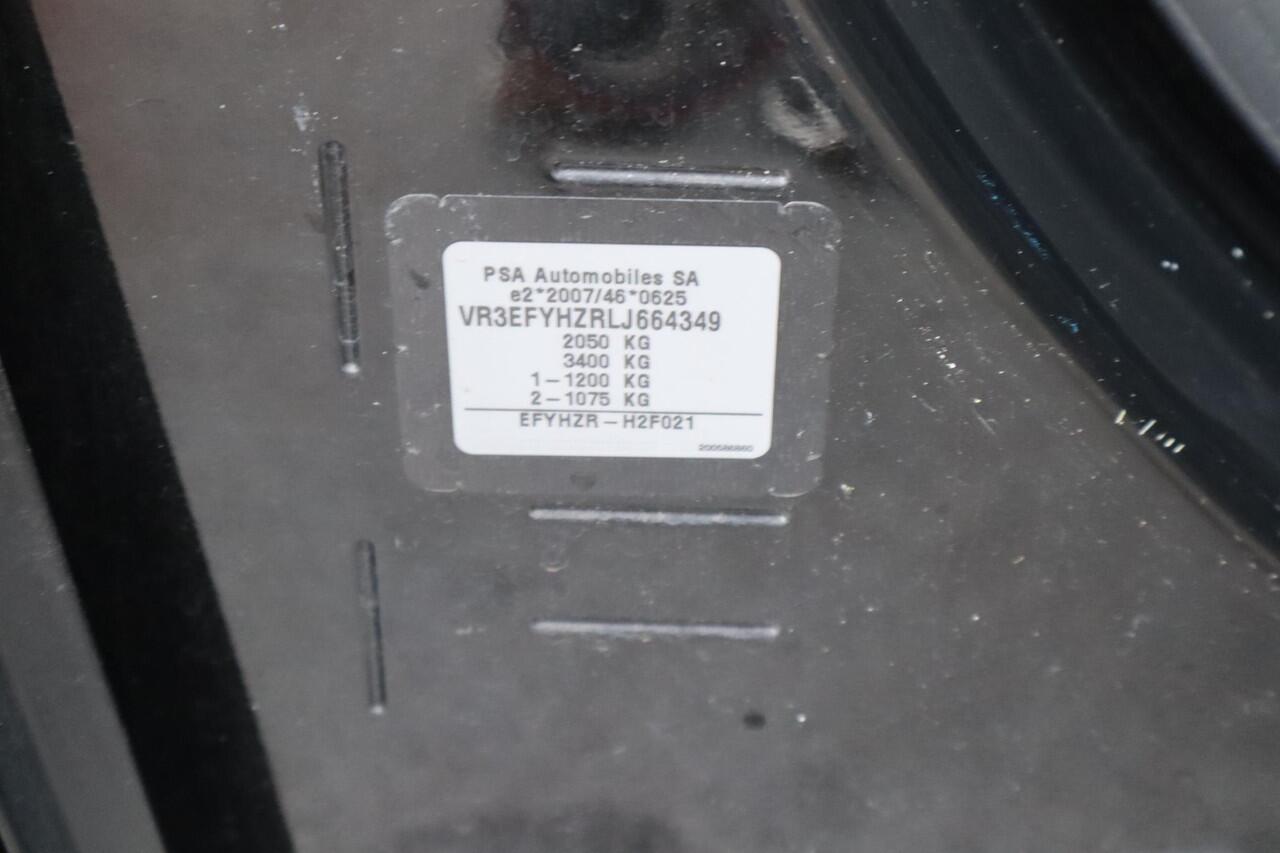 PSA Automobiles SA
e2*2007/46*0625
VR3EFYHZRLJ664349
2050 KG
3400 KG
1-1200 KG
2-1075 KG
EFYHZR-H2F021